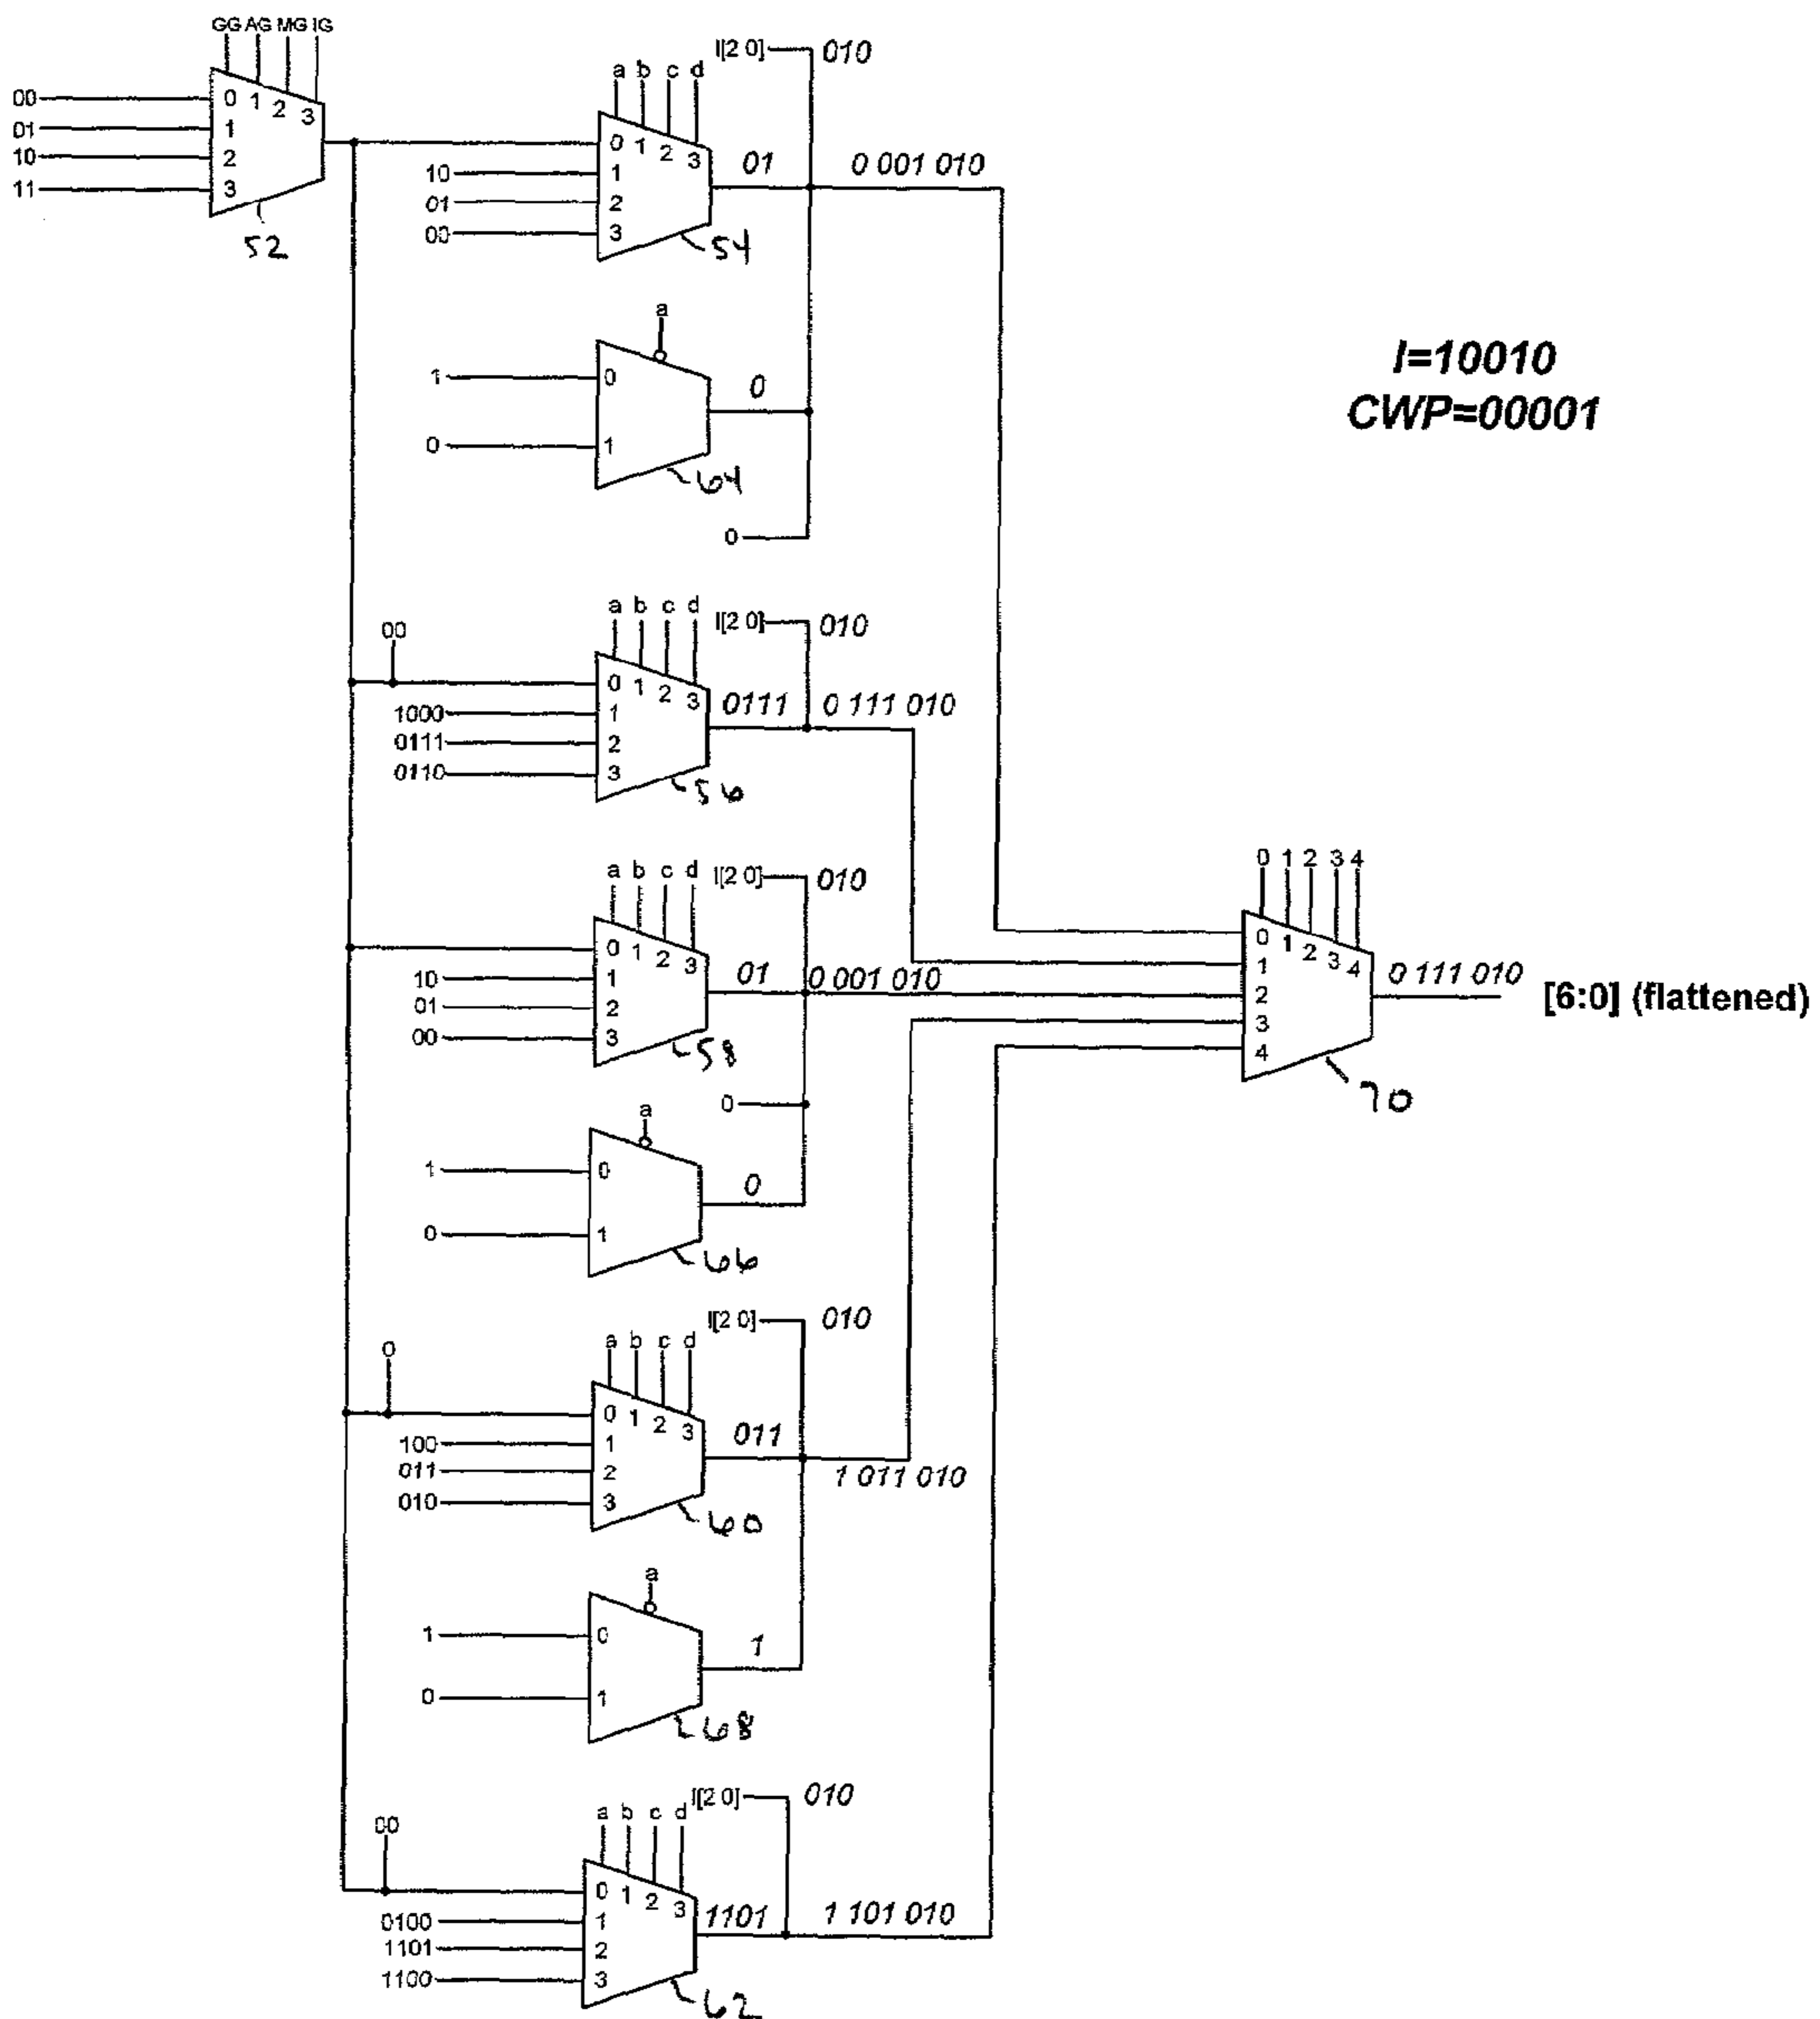 GG AG MG IG
00
01
10
11
0 1 2 3
1
2
3
52
a b c d
I[2 0]
010
0 1 2 3
1
2
3
10
01
00
01
0 001 010
54
a
1
0
0
1
0
64
0
I=10010
CWP=00001
00
a b c d
I[2 0]
010
0 1 2 3
1
2
3
1000
0111
0110
0111
0 111 010
56
a b c d
I[2 0]
010
0 1 2 3
1
2
3
10
01
00
01
0 001 010
58
0
a
1
0
0
1
0
66
0 1 2 3 4
0 1 2 3 4
1
2
3
4
0 111 010
[6:0] (flattened)
70
0
a b c d
I[2 0]
010
0 1 2 3
1
2
3
100
011
010
011
1 011 010
60
a
1
0
0
1
1
68
00
a b c d
I[2 0]
010
0 1 2 3
1
2
3
0100
1101
1100
1101
1 101 010
62